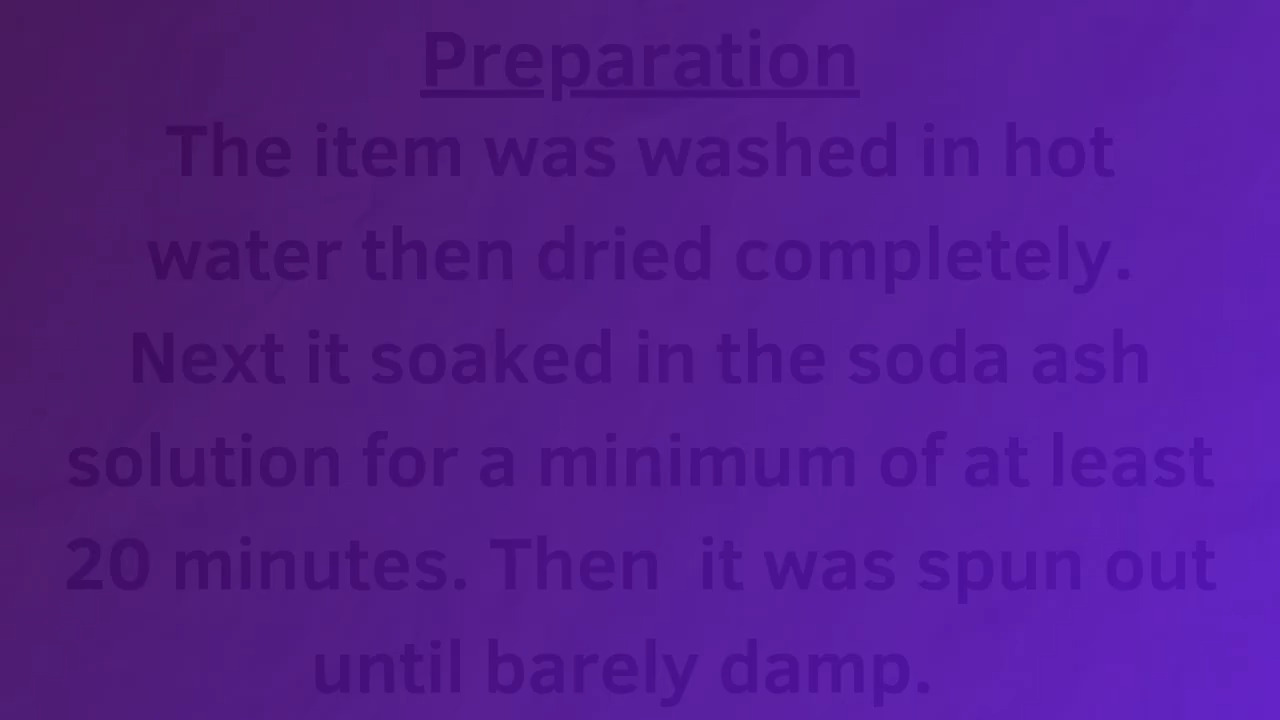 Preparation
The item was washed in hot
water then dried completely.
Next it soaked in the soda ash
solution for a minimum of at least
20 minutes. Then  it was spun out
until barely damp.